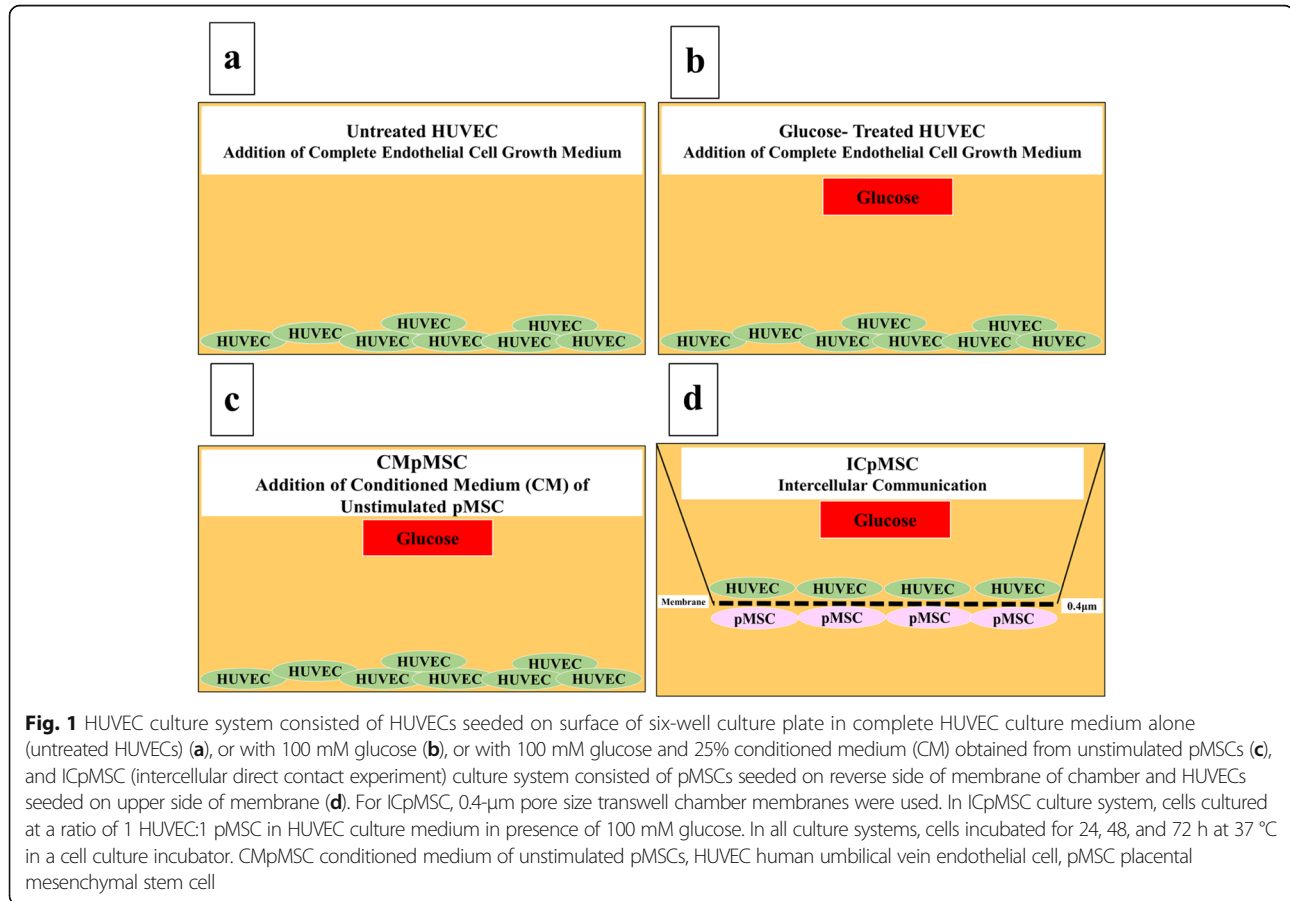 a
Untreated HUVEC
Addition of Complete Endothelial Cell Growth Medium
HUVEC
HUVEC
HUVEC
HUVEC
HUVEC
HUVEC
HUVEC
HUVEC
b
Glucose- Treated HUVEC
Addition of Complete Endothelial Cell Growth Medium
Glucose
HUVEC
HUVEC
HUVEC
HUVEC
HUVEC
HUVEC
HUVEC
HUVEC
c
CMpMSC
Addition of Conditioned Medium (CM) of
Unstimulated pMSC
Glucose
HUVEC
HUVEC
HUVEC
HUVEC
HUVEC
HUVEC
HUVEC
HUVEC
d
ICpMSC
Intercellular Communication
Glucose
HUVEC HUVEC HUVEC HUVEC
Membrane 0.4μm
pMSC pMSC pMSC pMSC
Fig. 1 HUVEC culture system consisted of HUVECs seeded on surface of six-well culture plate in complete HUVEC culture medium alone
(untreated HUVECs) (a), or with 100 mM glucose (b), or with 100 mM glucose and 25% conditioned medium (CM) obtained from unstimulated pMSCs (c),
and ICpMSC (intercellular direct contact experiment) culture system consisted of pMSCs seeded on reverse side of membrane of chamber and HUVECs
seeded on upper side of membrane (d). For ICpMSC, 0.4-μm pore size transwell chamber membranes were used. In ICpMSC culture system, cells cultured
at a ratio of 1 HUVEC:1 pMSC in HUVEC culture medium in presence of 100 mM glucose. In all culture systems, cells incubated for 24, 48, and 72 h at 37 °C
in a cell culture incubator. CMpMSC conditioned medium of unstimulated pMSCs, HUVEC human umbilical vein endothelial cell, pMSC placental
mesenchymal stem cell